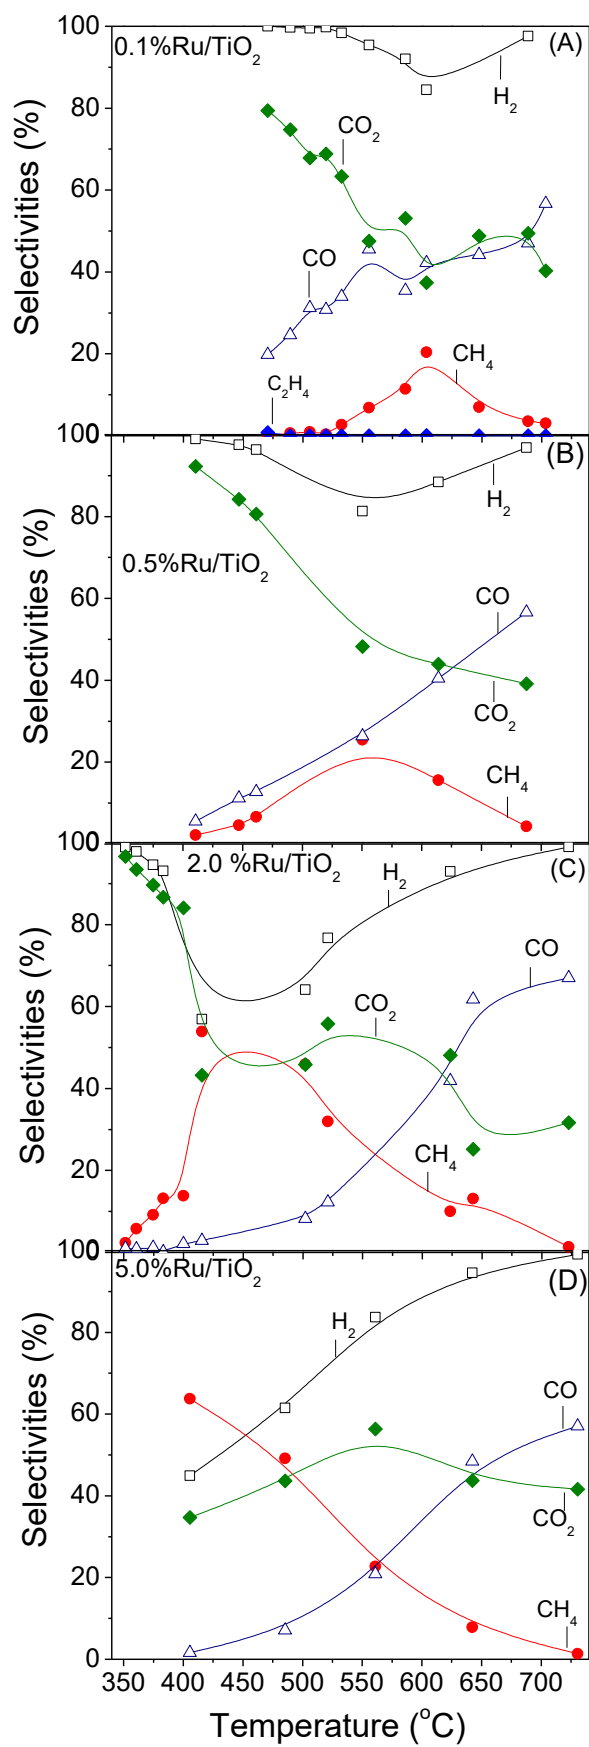 100
(A)
0.1%Ru/TiO2
H2
80
CO2
60
CO
40
CH4
20
C2H4
Selectivities (%)
100
(B)
H2
80
0.5%Ru/TiO2
CO
60
40
CO2
20
CH4
Selectivities (%)
0
100
2.0 %Ru/TiO2
(C)
H2
80
CO
60
CO2
40
CH4
20
Selectivities (%)
0
100
5.0%Ru/TiO2
(D)
H2
80
CO
60
40
CO2
20
CH4
0
Selectivities (%)
350 400 450 500 550 600 650 700
Temperature (°C)